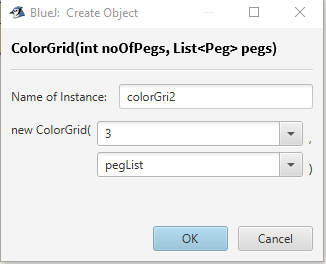 BlueJ: Create Object
ColorGrid(int noOfPegs, List<Peg> pegs)
Name of Instance: colorGri2
new ColorGrid( 3 ,
pegList )
OK Cancel